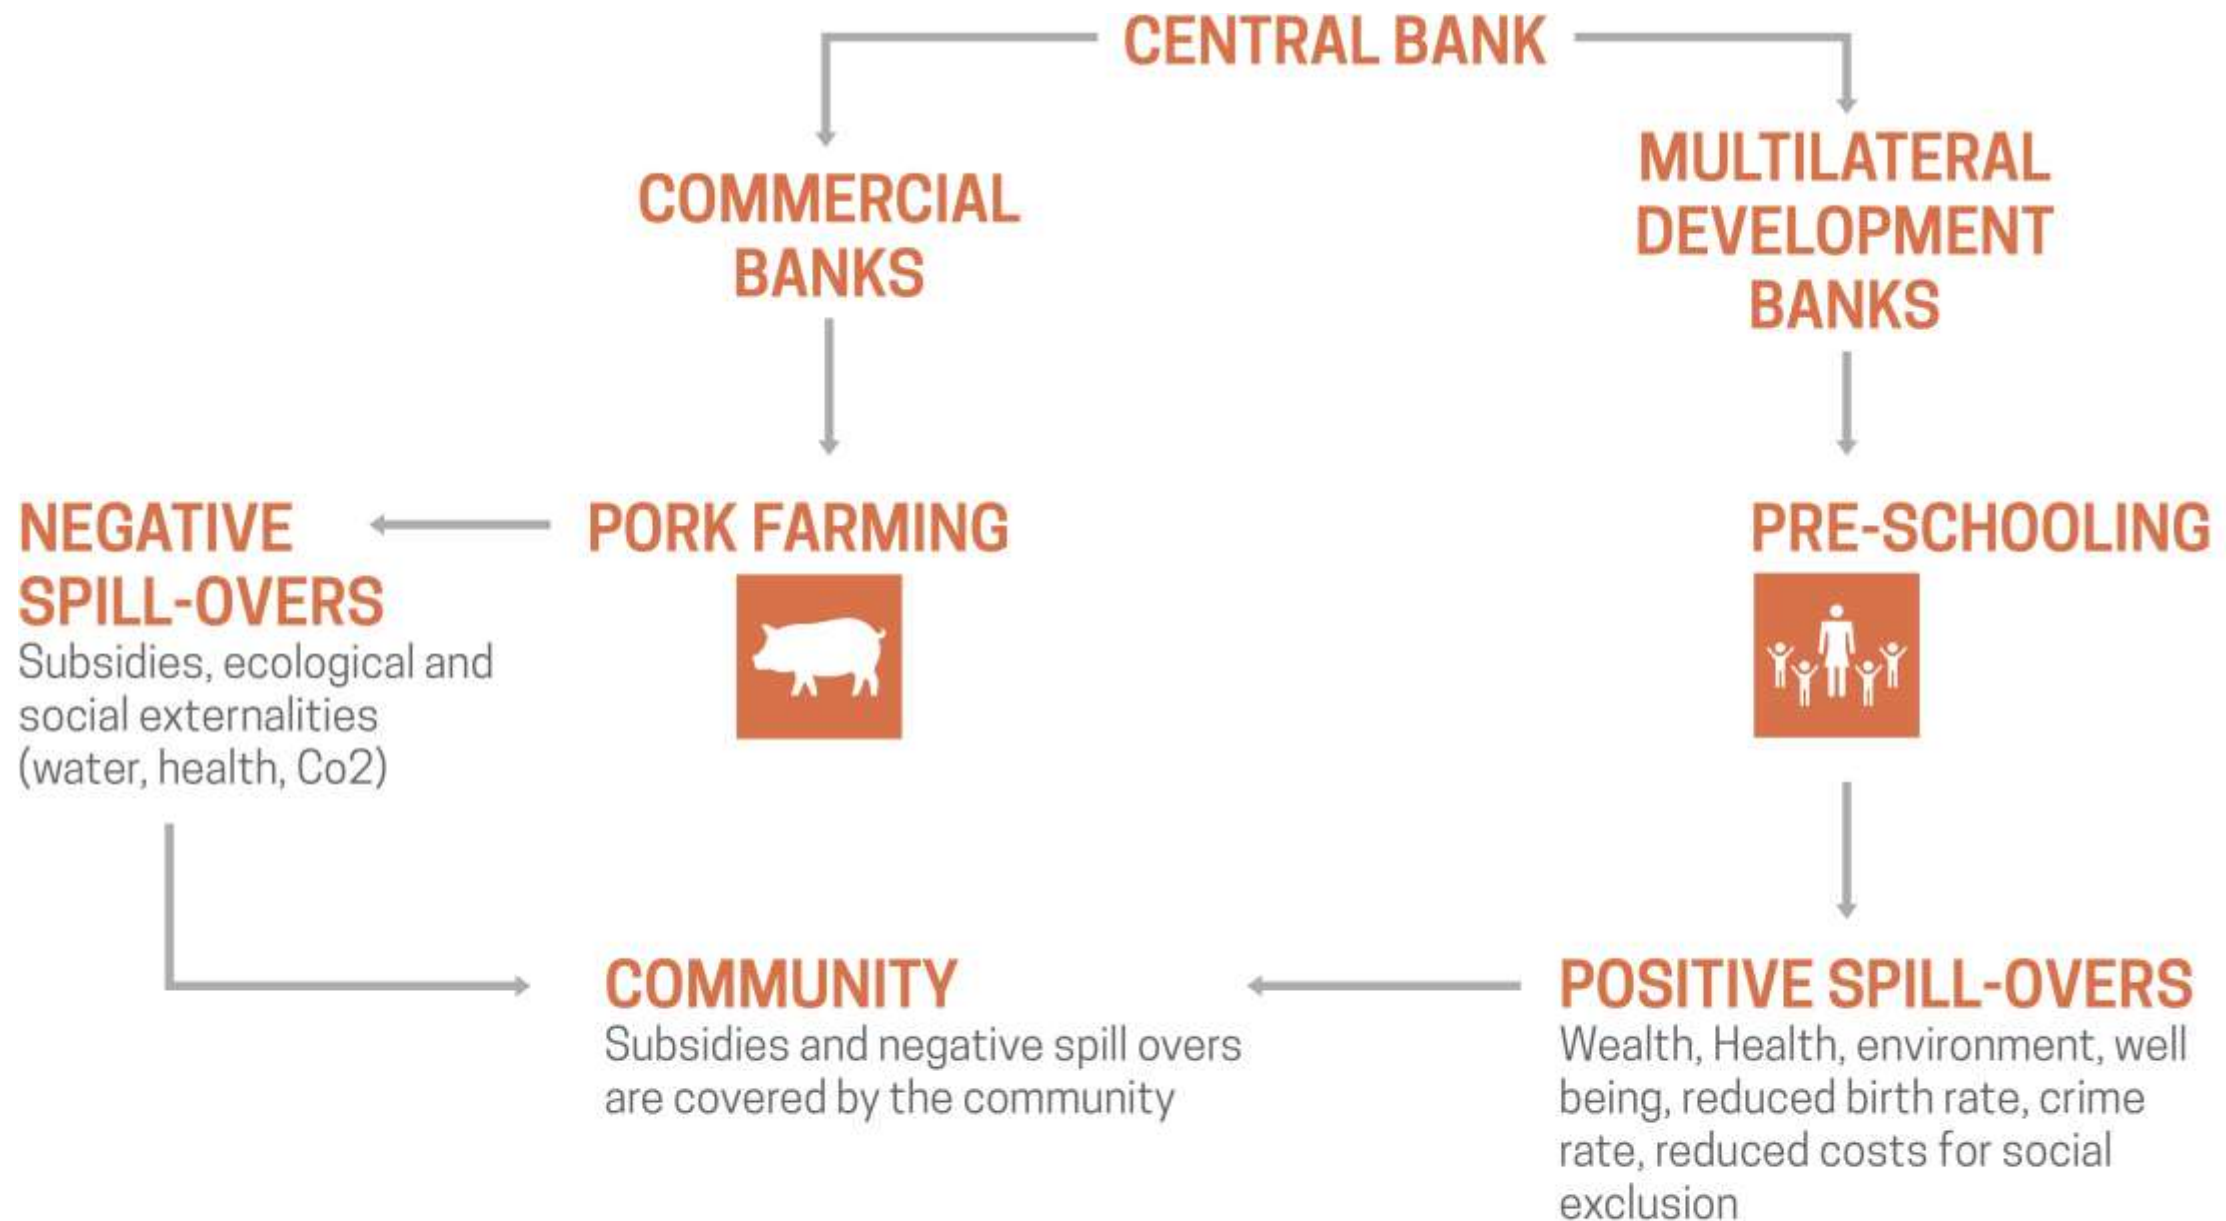 CENTRAL BANK
COMMERCIAL
BANKS
MULTILATERAL
DEVELOPMENT
BANKS
NEGATIVE
SPILL-OVERS
Subsidies, ecological and
social externalities
(water, health, Co2)
PORK FARMING
PRE-SCHOOLING
COMMUNITY
Subsidies and negative spill overs
are covered by the community
POSITIVE SPILL-OVERS
Wealth, Health, environment, well
being, reduced birth rate, crime
rate, reduced costs for social
exclusion